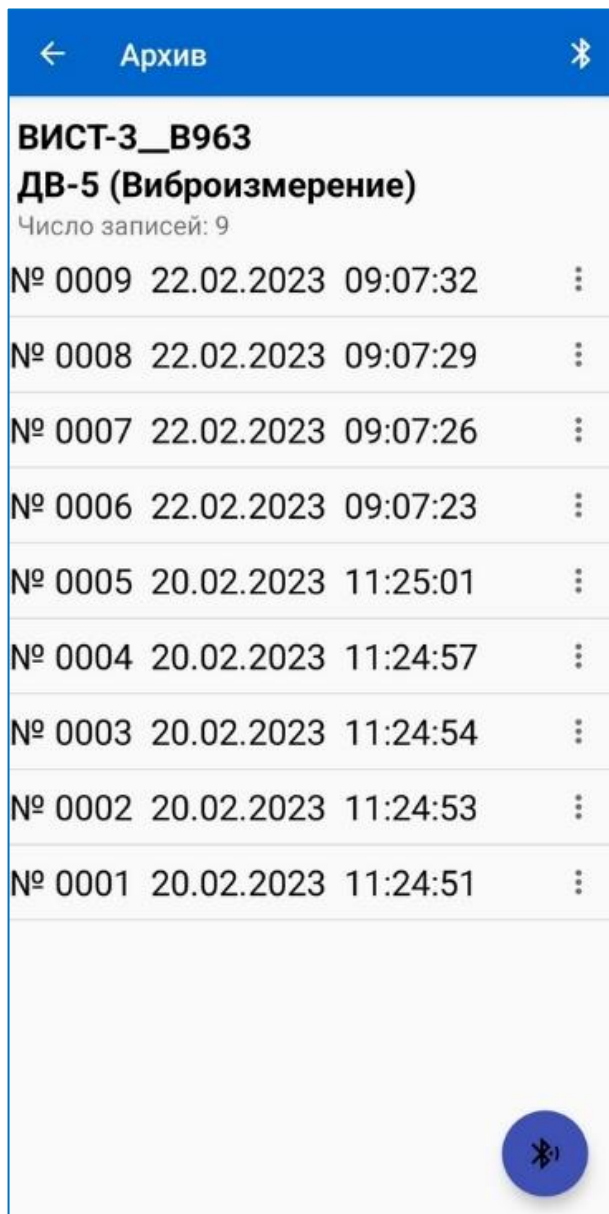 Архив
ВИСТ-3__В963
ДВ-5 (Виброизмерение)
Число записей: 9
№ 0009 22.02.2023 09:07:32
№ 0008 22.02.2023 09:07:29
№ 0007 22.02.2023 09:07:26
№ 0006 22.02.2023 09:07:23
№ 0005 20.02.2023 11:25:01
№ 0004 20.02.2023 11:24:57
№ 0003 20.02.2023 11:24:54
№ 0002 20.02.2023 11:24:53
№ 0001 20.02.2023 11:24:51